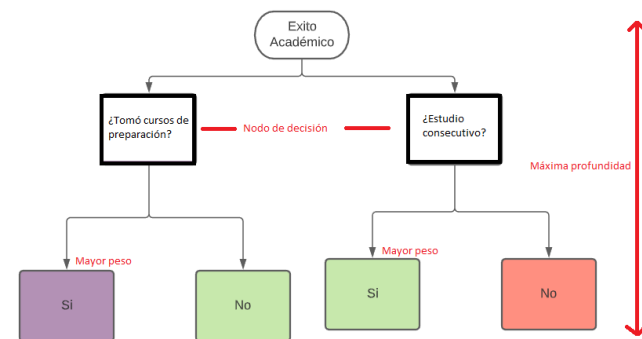 Exito
Académico
¿Tomó cursos de
preparación?
Nodo de decisión
¿Estudio
consecutivo?
Máxima profundidad
Mayor peso
Mayor peso
Si
No
Si
No